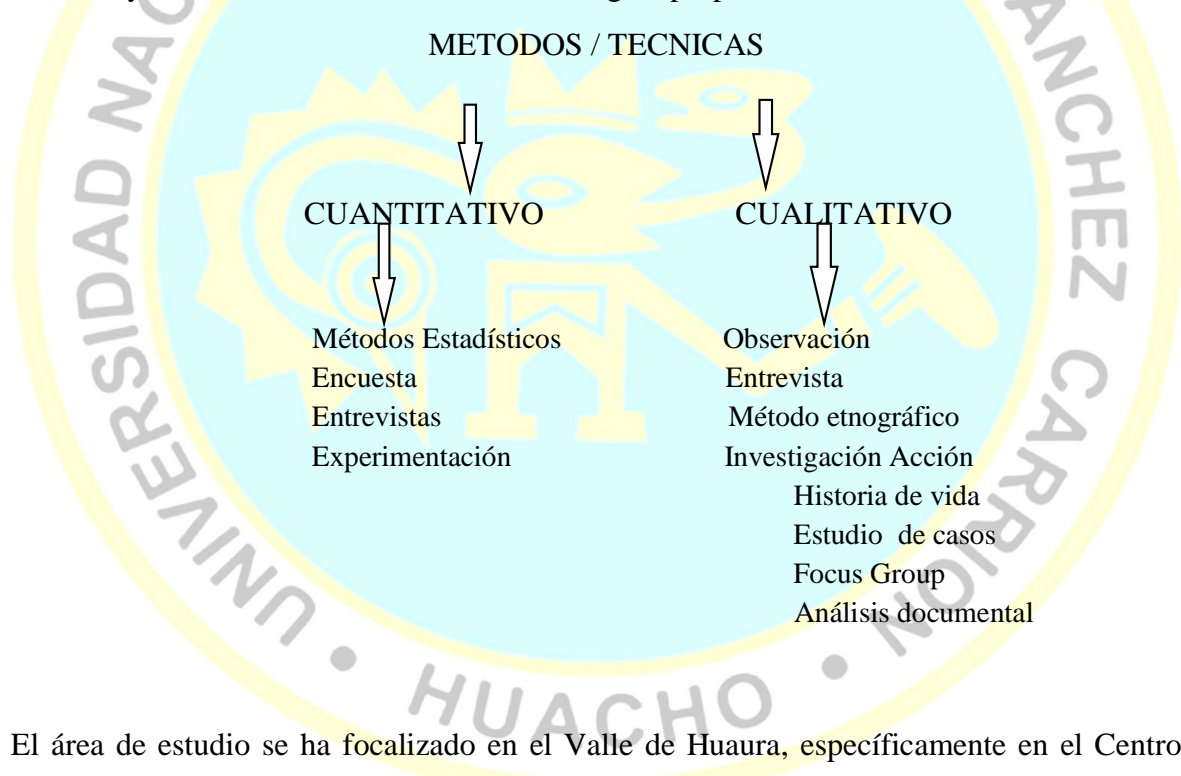 METODOS / TECNICAS
CUANTITATIVO CUALITATIVO
Métodos Estadísticos Observación
Encuesta Entrevista
Entrevistas Método etnográfico
Experimentación Investigación Acción
Historia de vida
Estudio de casos
Focus Group
Análisis documental
El área de estudio se ha focalizado en el Valle de Huaura, específicamente en el Centro
UNIVERSIDAD
HUACHO
CARRION